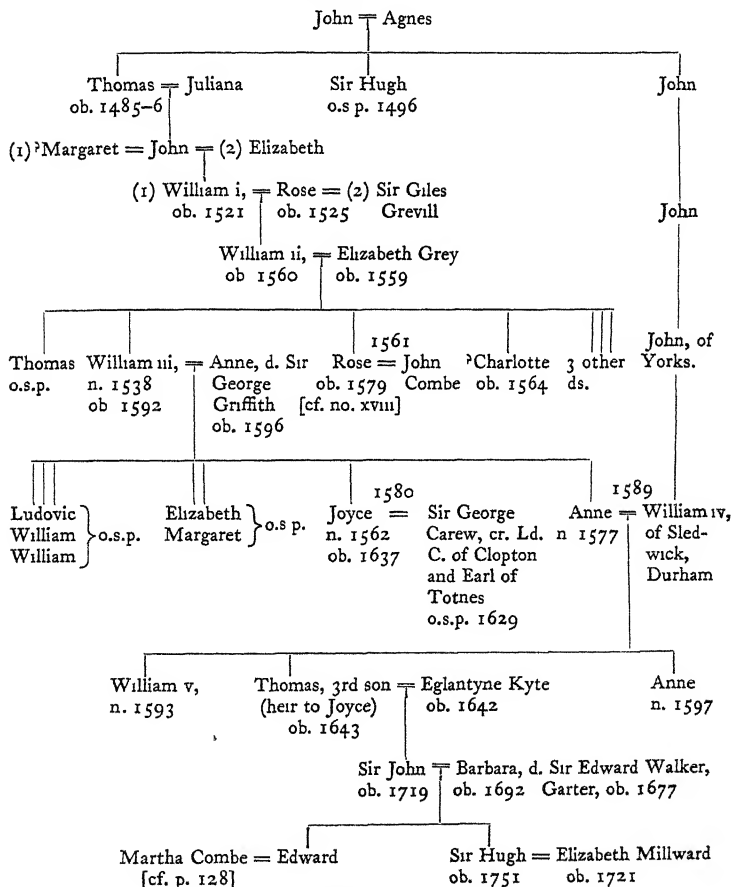 John = Agnes
Thomas = Juliana
ob. 1485-6
Sir Hugh
o.s p. 1496
John
(1) ?Margaret = John = (2) Elizabeth
(1) William i, = Rose = (2) Sir Giles
ob. 1521 ob. 1525 Grevill
John
William ii, = Elizabeth Grey
ob 1560 ob. 1559
Thomas
o.s.p.
William iii, = Anne, d. Sir
n. 1538 George
ob 1592 Griffith
ob. 1596
1561
Rose = John
ob. 1579 Combe
[cf. no. xviii]
?Charlotte
ob. 1564
3 other
ds.
John, of
Yorks.
Ludovic
William
William
} o.s.p.
Elizabeth
Margaret
} o.s p.
1580
Joyce = Sir George
n. 1562 Carew, cr. Ld.
ob. 1637 C. of Clopton
and Earl of
Totnes
o.s.p. 1629
1589
Anne = William iv,
n 1577 of Sled-
wick,
Durham
William v,
n. 1593
Thomas, 3rd son = Eglantyne Kyte
(heir to Joyce) ob. 1642
ob. 1643
Anne
n. 1597
Sir John = Barbara, d. Sir Edward Walker,
ob. 1719 ob. 1692 Garter, ob. 1677
Martha Combe = Edward
[cf. p. 128]
Sir Hugh = Elizabeth Millward
ob. 1751 ob. 1721